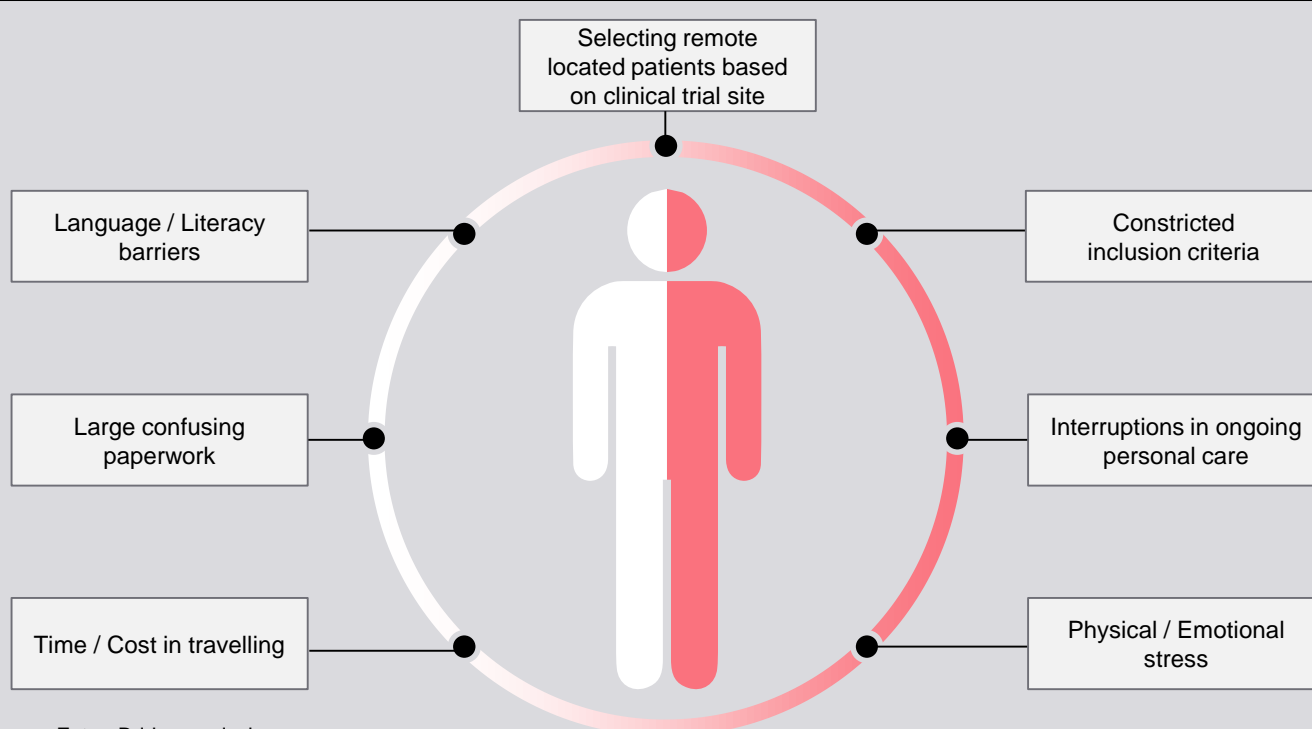 Selecting remote
located patients based
on clinical trial site
Language / Literacy
barriers
Constricted
inclusion criteria
Large confusing
paperwork
Interruptions in ongoing
personal care
Time / Cost in travelling
Physical / Emotional
stress